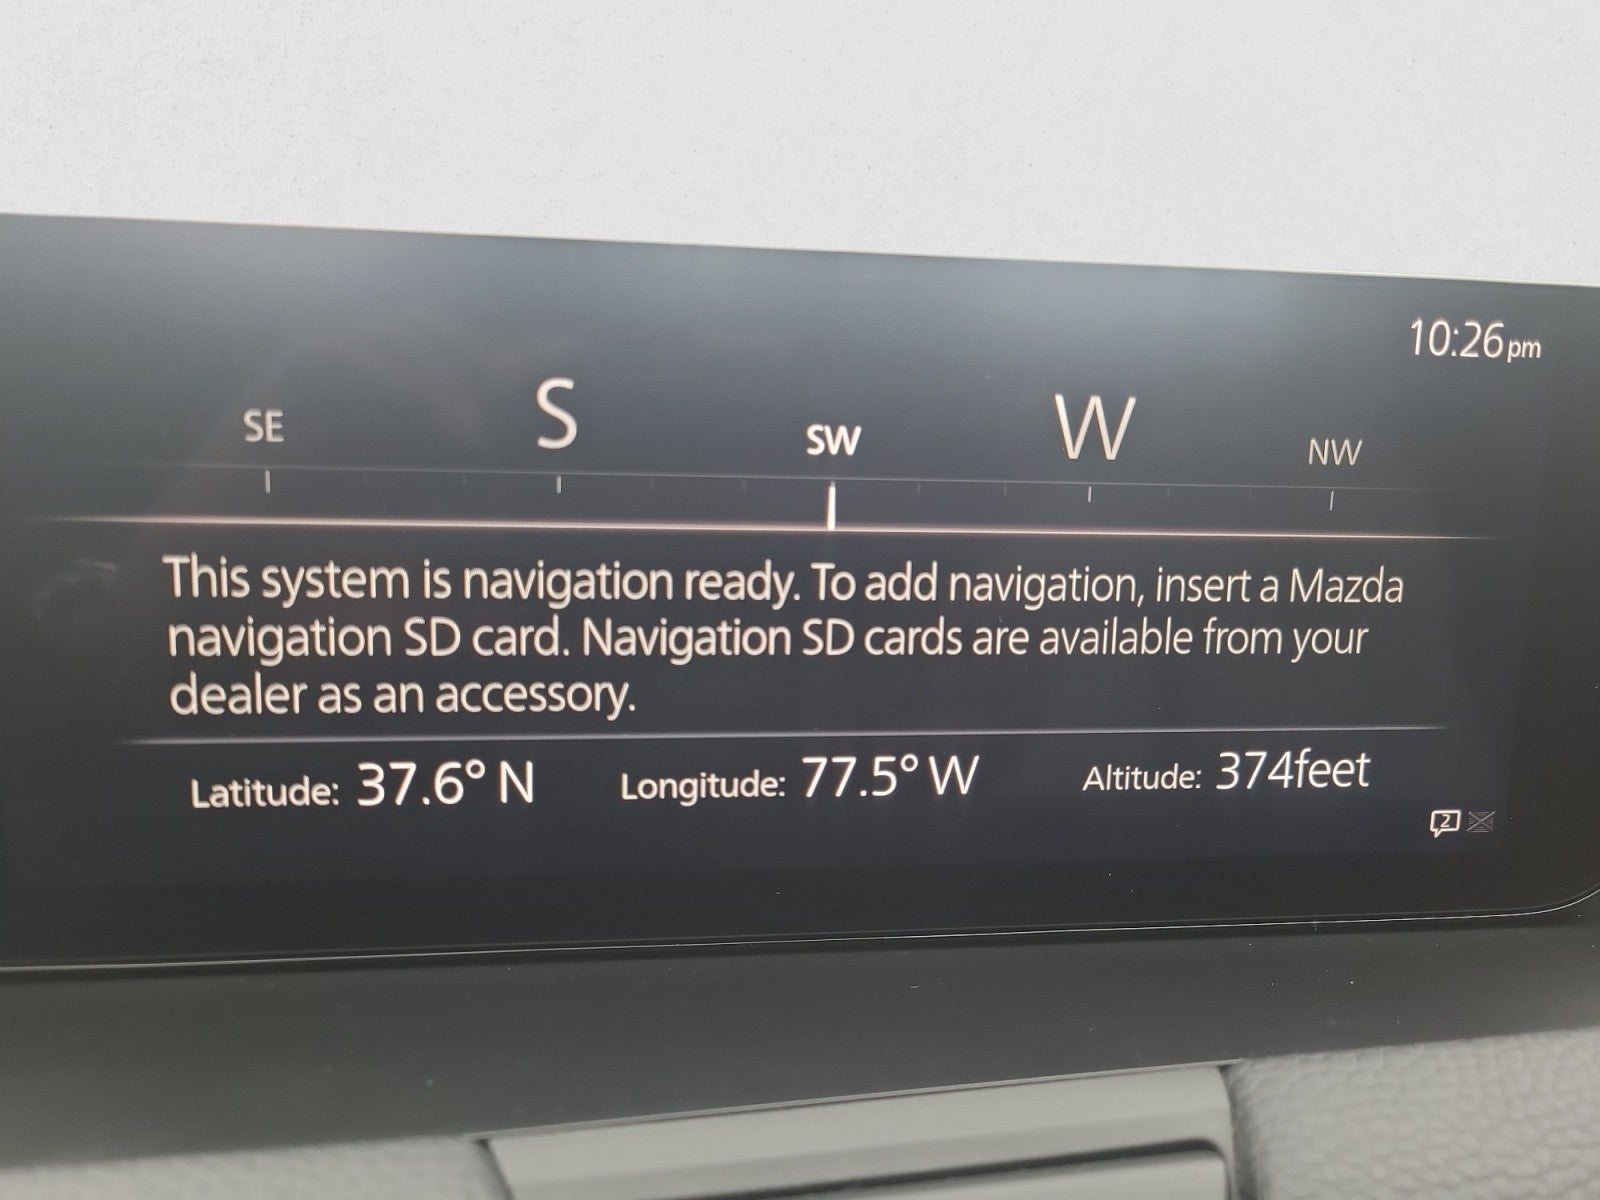 10:26pm
SE S SW W NW
This system is navigation ready. To add navigation, insert a Mazda
navigation SD card. Navigation SD cards are available from your
dealer as an accessory.
Latitude: 37.6° N Longitude: 77.5° W Altitude: 374feet
2